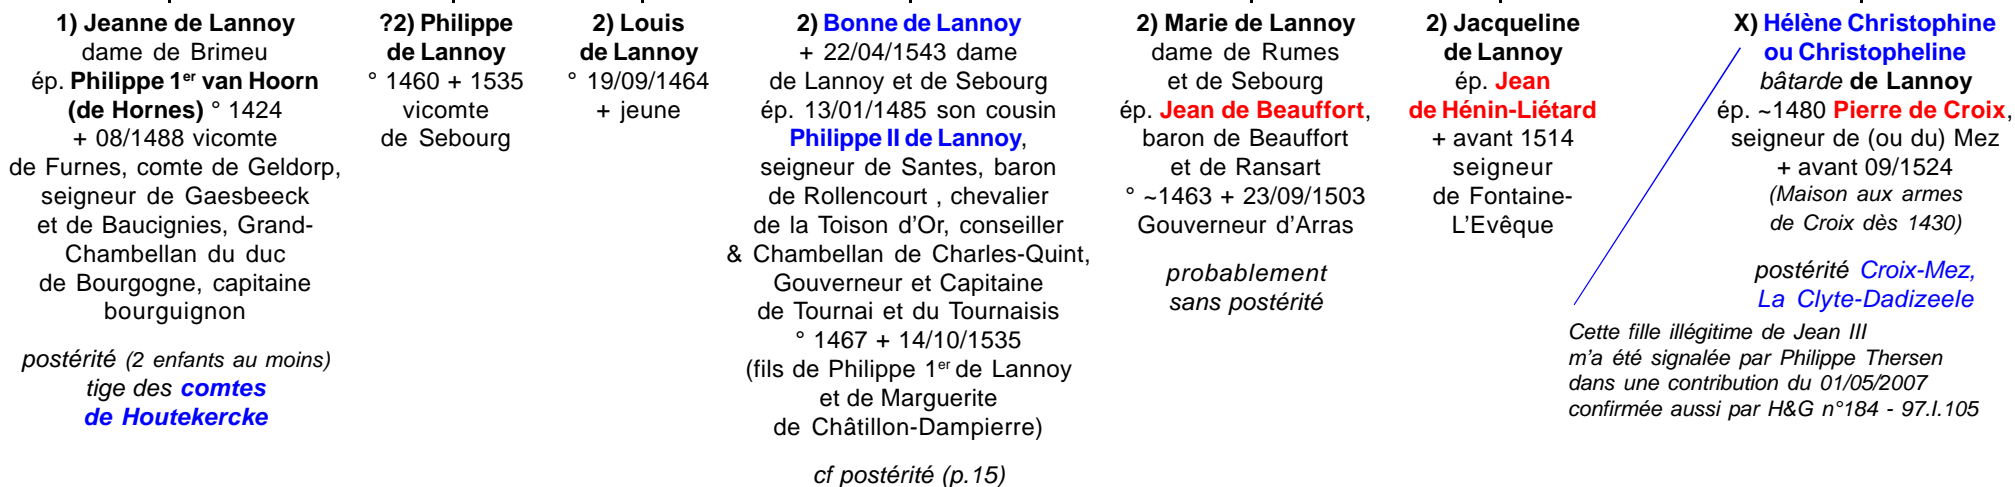 1) Jeanne de Lannoy
dame de Brimeu
ép. Philippe 1er van Hoorn
(de Hornes) ° 1424
+ 08/1488 vicomte
de Furnes, comte de Geldorp,
seigneur de Gaesbeeck
et de Baucignies, Grand-
Chambellan du duc
de Bourgogne, capitaine
bourguignon
postérité (2 enfants au moins)
tige des comtes
de Houtekercke
?2) Philippe
de Lannoy
° 1460 + 1535
vicomte
de Sebourg
2) Louis
de Lannoy
° 19/09/1464
+ jeune
2) Bonne de Lannoy
+ 22/04/1543 dame
de Lannoy et de Sebourg
ép. 13/01/1485 son cousin
Philippe II de Lannoy,
seigneur de Santes, baron
de Rollencourt , chevalier
de la Toison d'Or, conseiller
& Chambellan de Charles-Quint,
Gouverneur et Capitaine
de Tournai et du Tournaisis
° 1467 + 14/10/1535
(fils de Philippe 1er de Lannoy
et de Marguerite
de Châtillon-Dampierre)
cf postérité (p.15)
2) Marie de Lannoy
dame de Rumes
et de Sebourg
ép. Jean de Beauffort,
baron de Beauffort
et de Ransart
° ~1463 + 23/09/1503
Gouverneur d'Arras
probablement
sans postérité
2) Jacqueline
de Lannoy
ép. Jean
de Hénin-Liétard
+ avant 1514
seigneur
de Fontaine-
L'Evêque
X) Hélène Christophine
ou Christopheline
bâtarde de Lannoy
ép. ~1480 Pierre de Croix,
seigneur de (ou du) Mez
+ avant 09/1524
(Maison aux armes
de Croix dès 1430)
postérité Croix-Mez,
La Clyte-Dadizeele
Cette fille illégitime de Jean III
m'a été signalée par Philippe Thersen
dans une contribution du 01/05/2007
confirmée aussi par H&G n°184 - 97.I.105